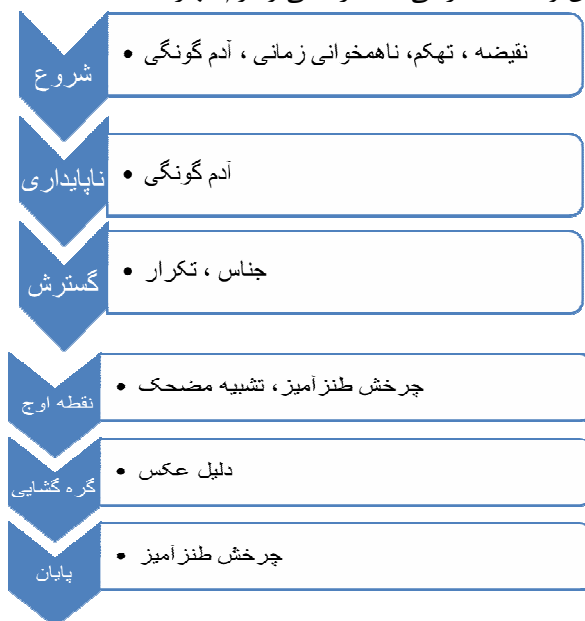 شروع
نقیضه ، تهکم، ناهمخوانی زمانی ، آدم گونگی •
ناپایداری
آدم گونگی •
گسترش
جناس ، تکرار •
نقطه اوج
چرخش طنزآمیز، تشبیه مضحک •
گره گشایی
دلیل عکس •
پایان
چرخش طنزآمیز •